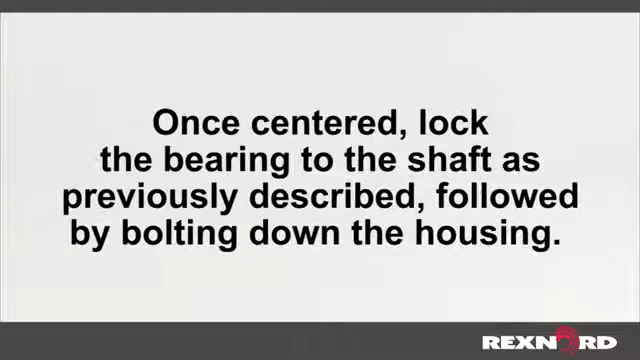 Once centered, lock
the bearing to the shaft as
previously described, followed
by bolting down the housing.
REXNORD